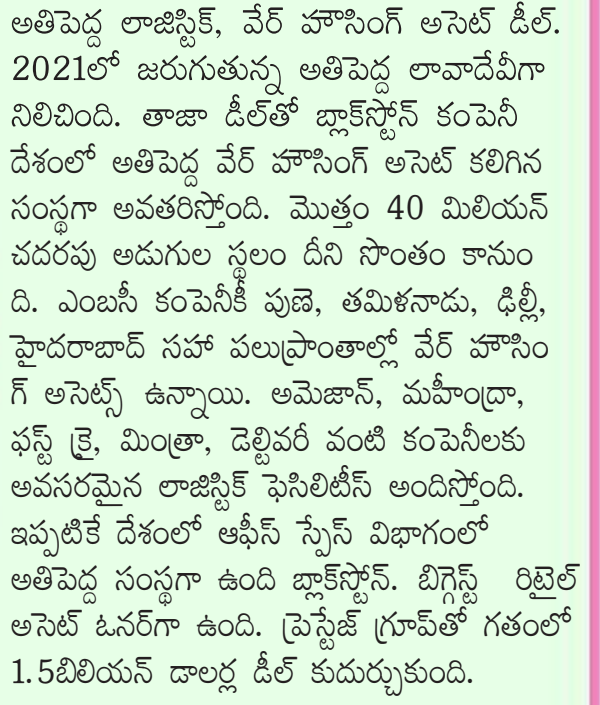 అతిపెద్ద లాజిస్టిక్, వేర్ హౌసింగ్ అసెట్ డీల్.
2021లో జరుగుతున్న అతిపెద్ద లావాదేవీగా
నిలిచింది. తాజా డీల్‌తో బ్లాక్‌స్టోన్ కంపెనీ
దేశంలో అతిపెద్ద వేర్ హౌసింగ్ అసెట్ కలిగిన
సంస్థగా అవతరిస్తోంది. మొత్తం 40 మిలియన్
చదరపు అడుగుల స్థలం దీని సొంతం కానుం
ది. ఎంబసీ కంపెనీకీ పుణె, తమిళనాడు, ఢిల్లీ,
హైదరాబాద్ సహా పలుప్రాంతాల్లో వేర్ హౌసిం
గ్ అసెట్స్ ఉన్నాయి. అమెజాన్, మహీంద్రా,
ఫస్ట్ క్రై, మింత్రా, డెల్టివరీ వంటి కంపెనీలకు
అవసరమైన లాజిస్టిక్ ఫెసిలిటీస్ అందిస్తోంది.
ఇప్పటికే దేశంలో ఆఫీస్ స్పేస్ విభాగంలో
అతిపెద్ద సంస్థగా ఉంది బ్లాక్‌స్టోన్. బిగ్గెస్ట్ రిటైల్
అసెట్ ఓనర్‌గా ఉంది. ప్రెస్టేజ్ గ్రూప్‌తో గతంలో
1.5బిలియన్ డాలర్ల డీల్ కుదుర్చుకుంది.